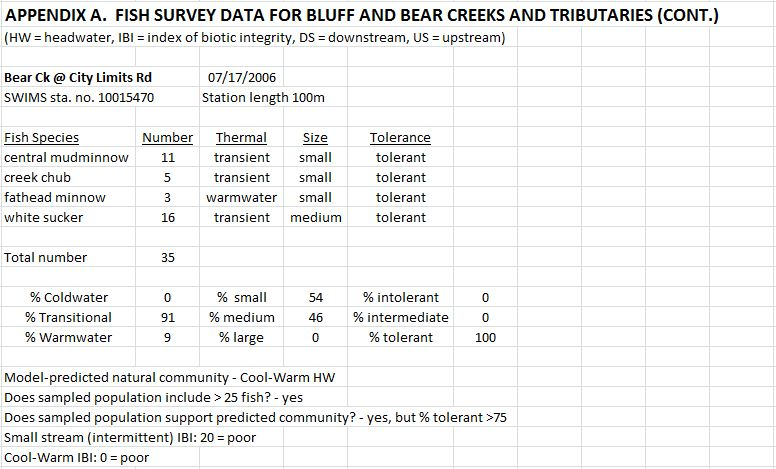 APPENDIX A. FISH SURVEY DATA FOR BLUFF AND BEAR CREEKS AND TRIBUTARIES (CONT.)
(HW = headwater, IBI = index of biotic integrity, DS = downstream, US = upstream)
Bear Ck @ City Limits Rd 07/17/2006
SWIMS sta. no. 10015470 Station length 100m
Fish Species Number Thermal Size Tolerance
central mudminnow 11 transient small tolerant
creek chub 5 transient small tolerant
fathead minnow 3 warmwater small tolerant
white sucker 16 transient medium tolerant
Total number 35
% Coldwater 0 % small 54 % intolerant 0
% Transitional 91 % medium 46 % intermediate 0
% Warmwater 9 % large 0 % tolerant 100
Model-predicted natural community - Cool-Warm HW
Does sampled population include > 25 fish? - yes
Does sampled population support predicted community? - yes, but % tolerant >75
Small stream (intermittent) IBI: 20 = poor
Cool-Warm IBI: 0 = poor